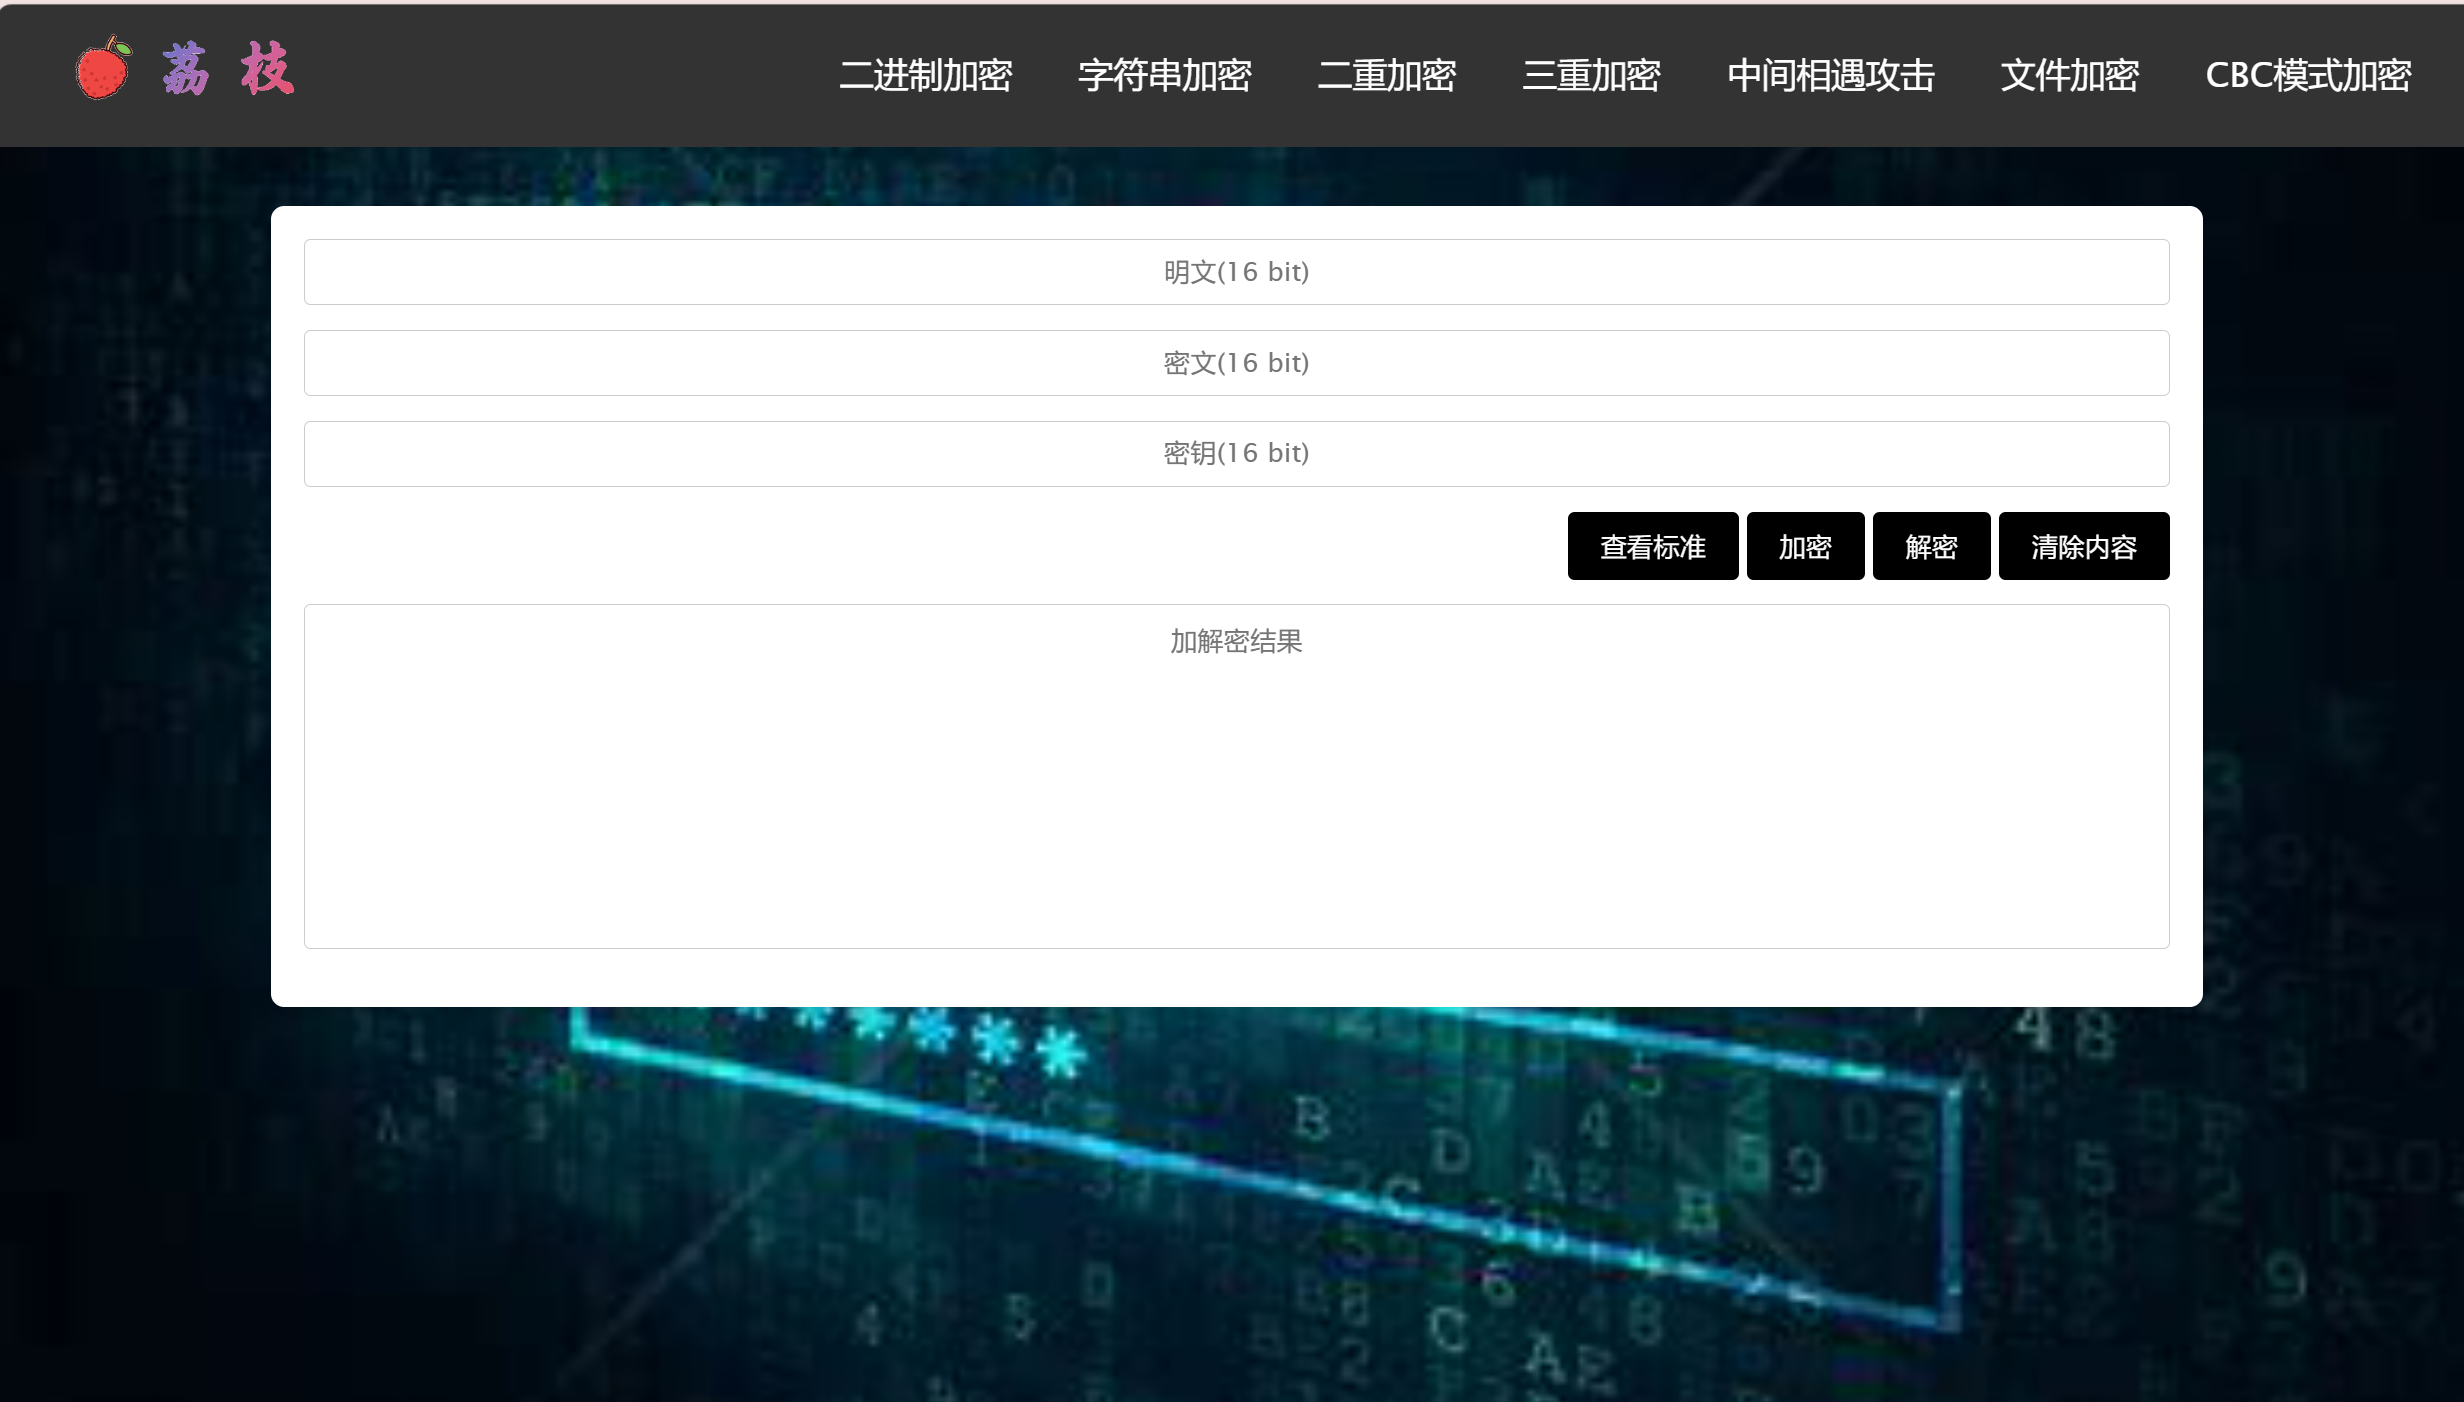 荔枝
二进制加密 字符串加密 二重加密 三重加密 中间相遇攻击 文件加密 CBC模式加密
明文(16 bit)
密文(16 bit)
密钥(16 bit)
查看标准 加密 解密 清除内容
加解密结果